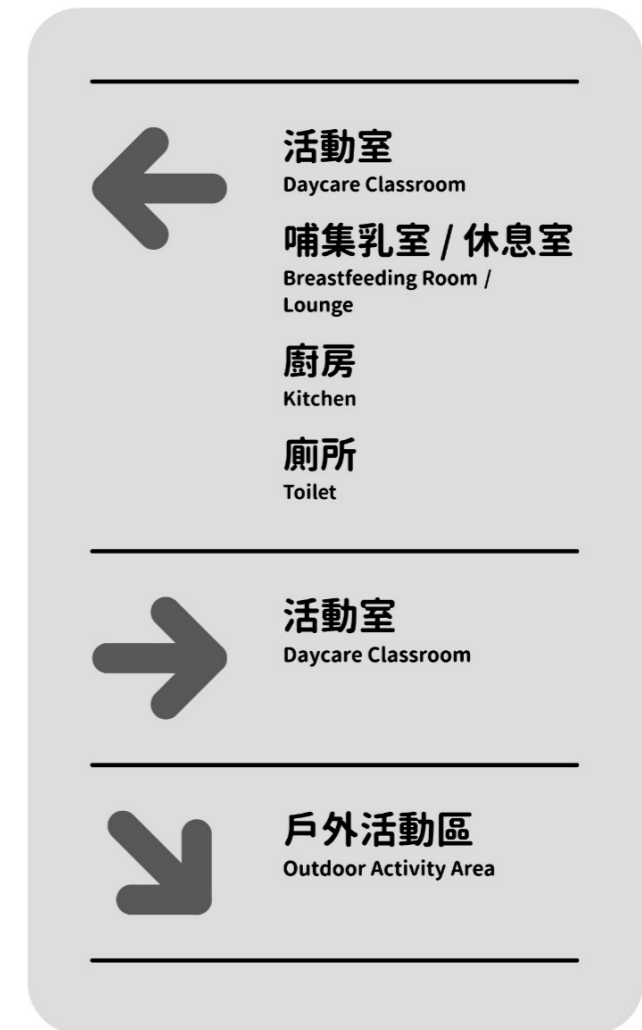 活動室
Daycare Classroom
哺集乳室 / 休息室
Breastfeeding Room /
Lounge
廚房
Kitchen
廁所
Toilet
活動室
Daycare Classroom
戶外活動區
Outdoor Activity Area